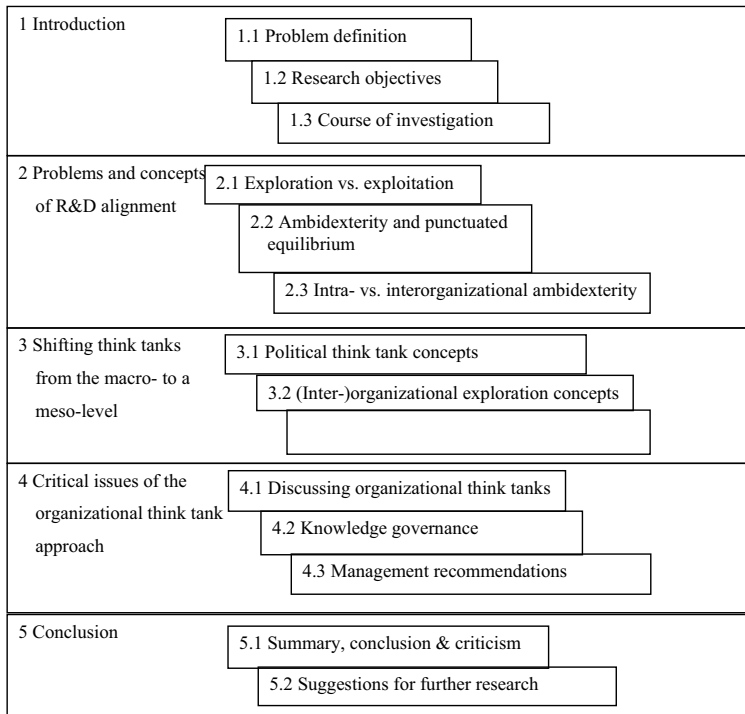 1 Introduction
1.1 Problem definition
1.2 Research objectives
1.3 Course of investigation
2 Problems and concepts
of R&D alignment
2.1 Exploration vs. exploitation
2.2 Ambidexterity and punctuated
equilibrium
2.3 Intra- vs. interorganizational ambidexterity
3 Shifting think tanks
from the macro- to a
meso-level
3.1 Political think tank concepts
3.2 (Inter-)organizational exploration concepts
4 Critical issues of the
organizational think tank
approach
4.1 Discussing organizational think tanks
4.2 Knowledge governance
4.3 Management recommendations
5 Conclusion
5.1 Summary, conclusion & criticism
5.2 Suggestions for further research